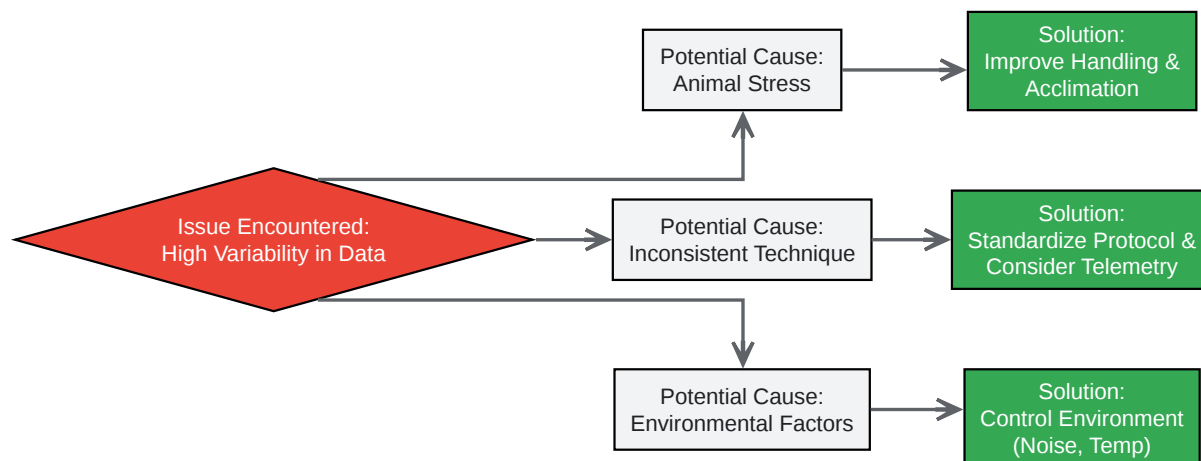 Potential Cause:
Animal Stress
Solution:
Improve Handling &
Acclimation
Issue Encountered:
High Variability in Data
Potential Cause:
Inconsistent Technique
Solution:
Standardize Protocol &
Consider Telemetry
Potential Cause:
Environmental Factors
Solution:
Control Environment
(Noise, Temp)